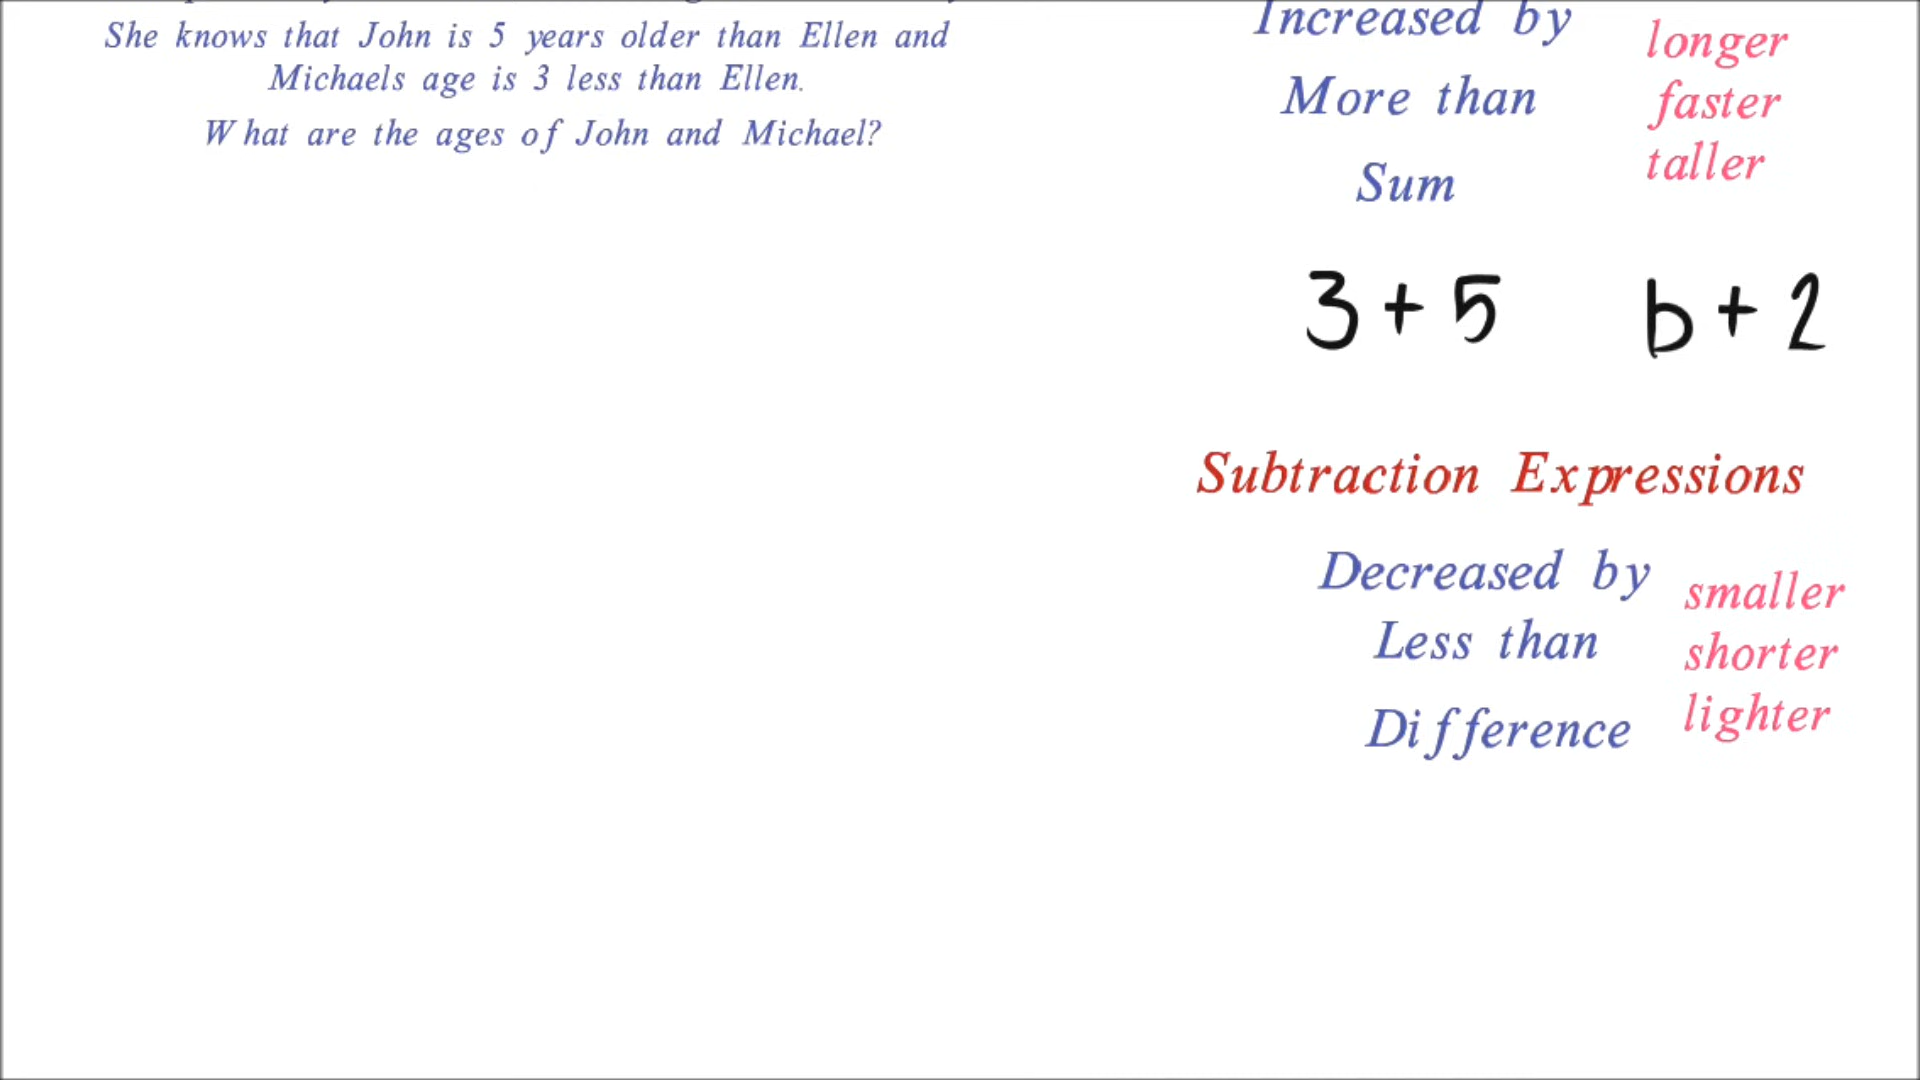 She knows that John is 5 years older than Ellen and
Michaels age is 3 less than Ellen.
What are the ages of John and Michael?
Increased by
More than
Sum
longer
faster
taller
3 + 5
b + 2
Subtraction Expressions
Decreased by
Less than
Difference
smaller
shorter
lighter